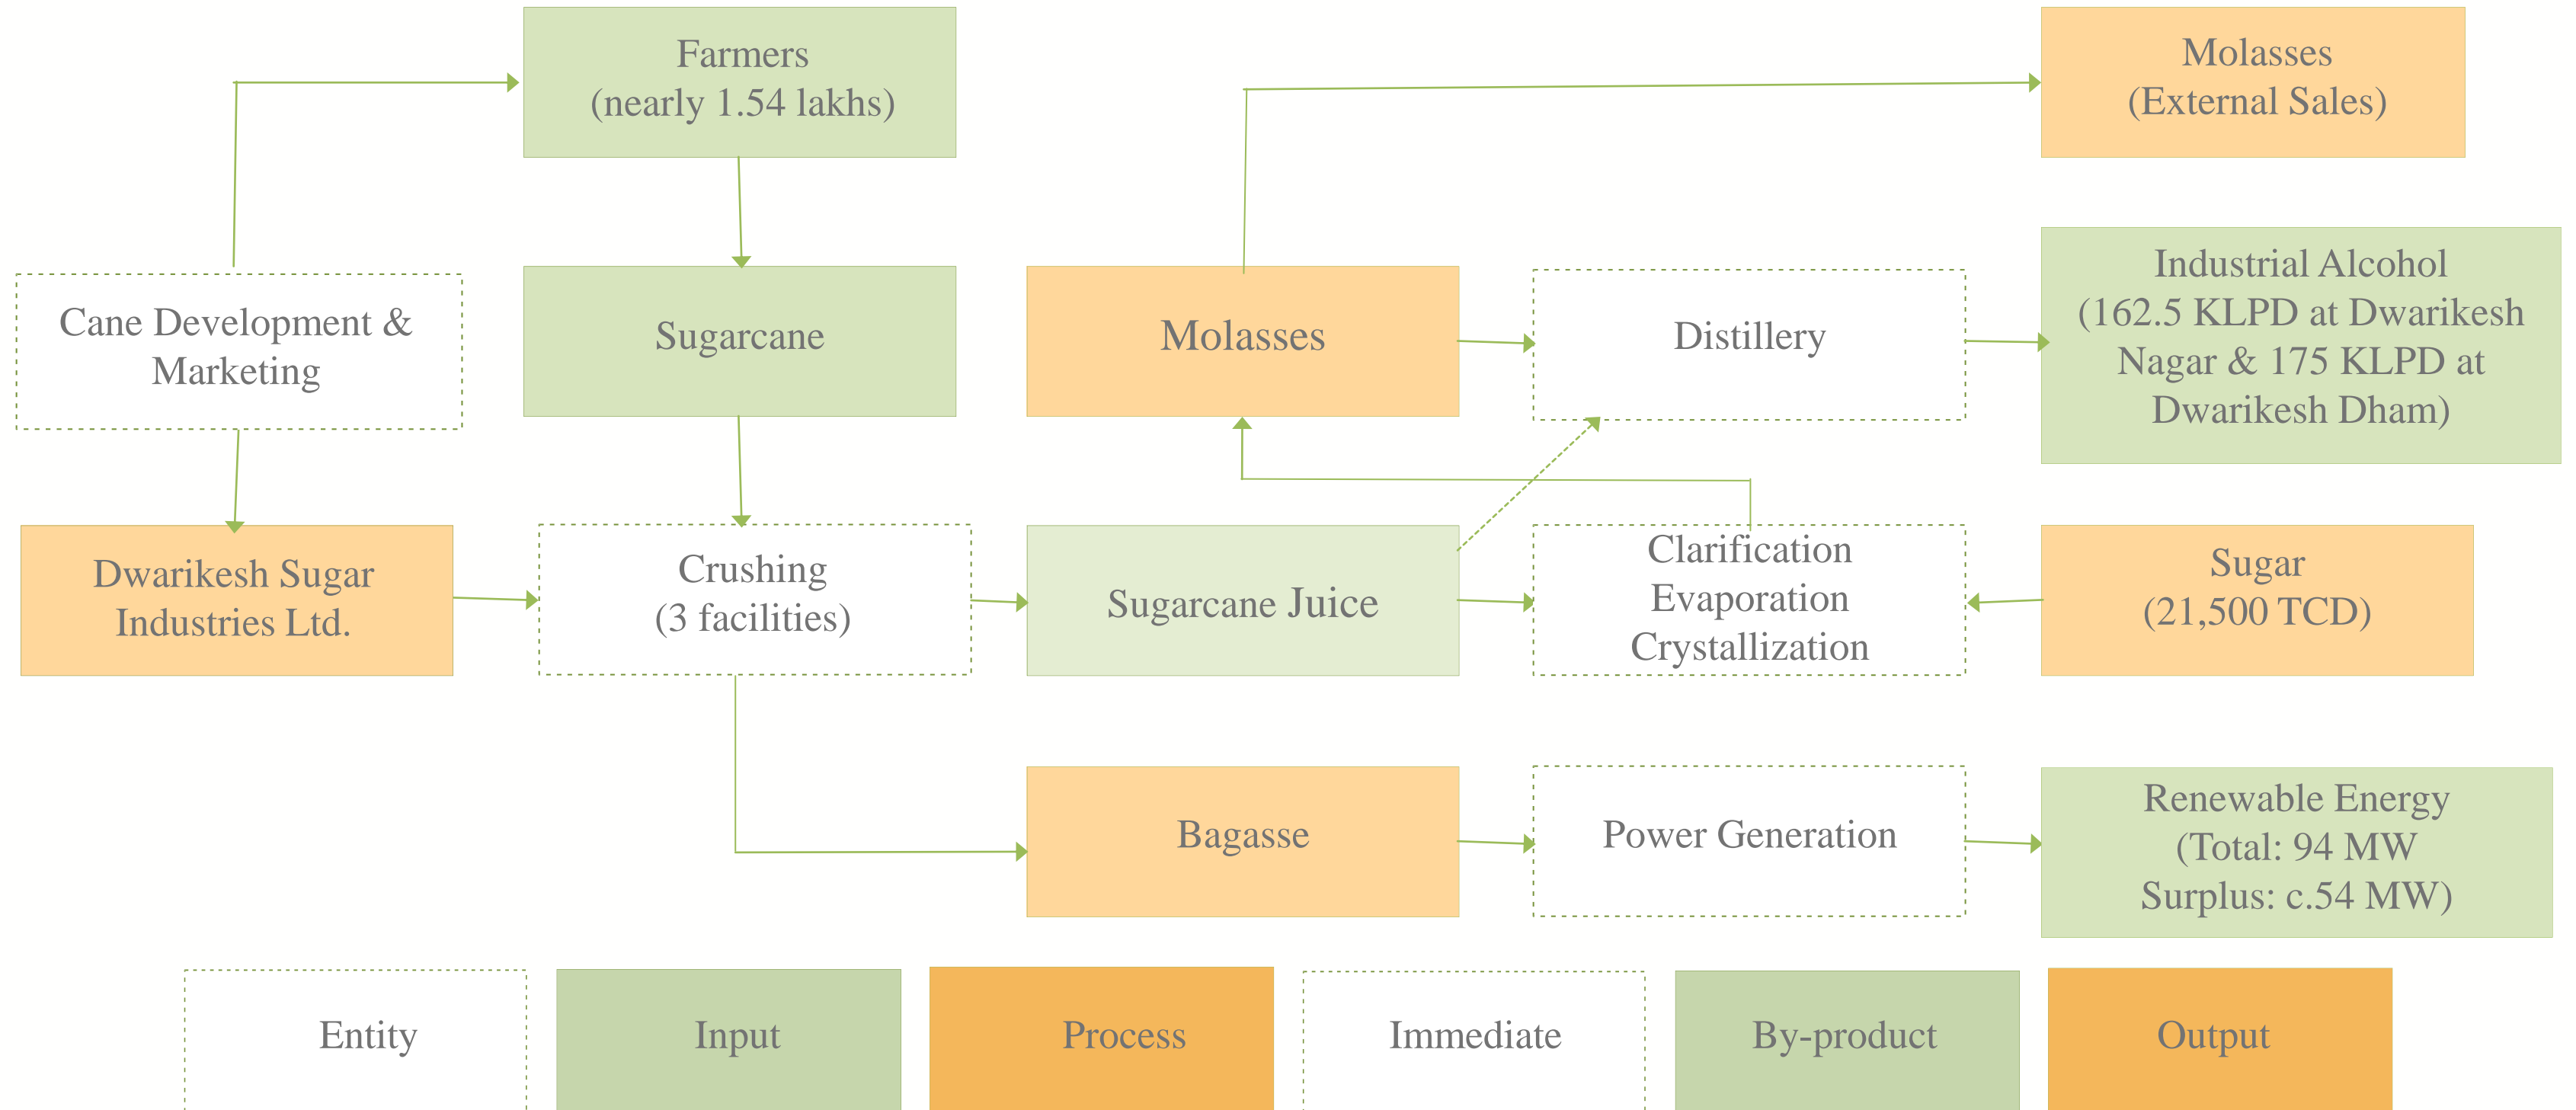 Farmers
(nearly 1.54 lakhs)
Molasses
(External Sales)
Cane Development &
Marketing
Sugarcane
Molasses
Distillery
Industrial Alcohol
(162.5 KLPD at Dwarikesh
Nagar & 175 KLPD at
Dwarikesh Dham)
Dwarikesh Sugar
Industries Ltd.
Crushing
(3 facilities)
Sugarcane Juice
Clarification
Evaporation
Crystallization
Sugar
(21,500 TCD)
Bagasse
Power Generation
Renewable Energy
(Total: 94 MW
Surplus: c.54 MW)
Entity
Input
Process
Immediate
By-product
Output